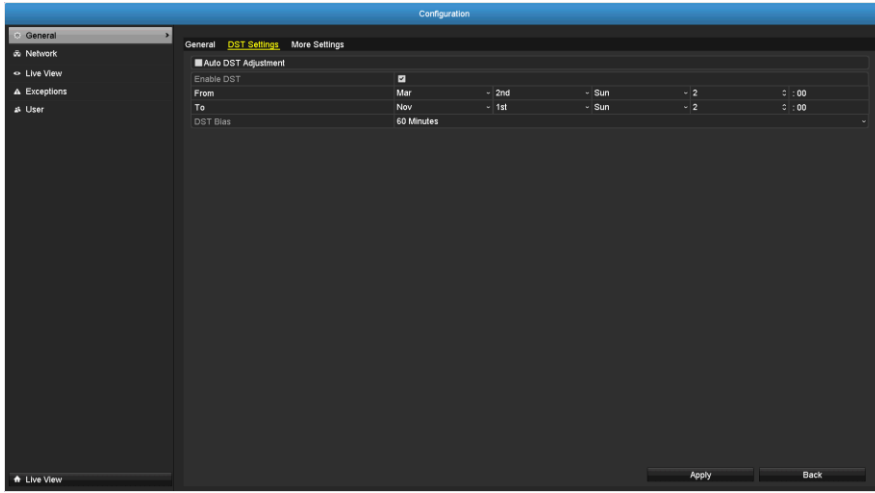 Configuration
General
Network
Live View
Exceptions
User
General DST Settings More Settings
Auto DST Adjustment
Enable DST
From Mar 2nd Sun 2 : 00
To Nov 1st Sun 2 : 00
DST Bias 60 Minutes
Live View
Apply Back